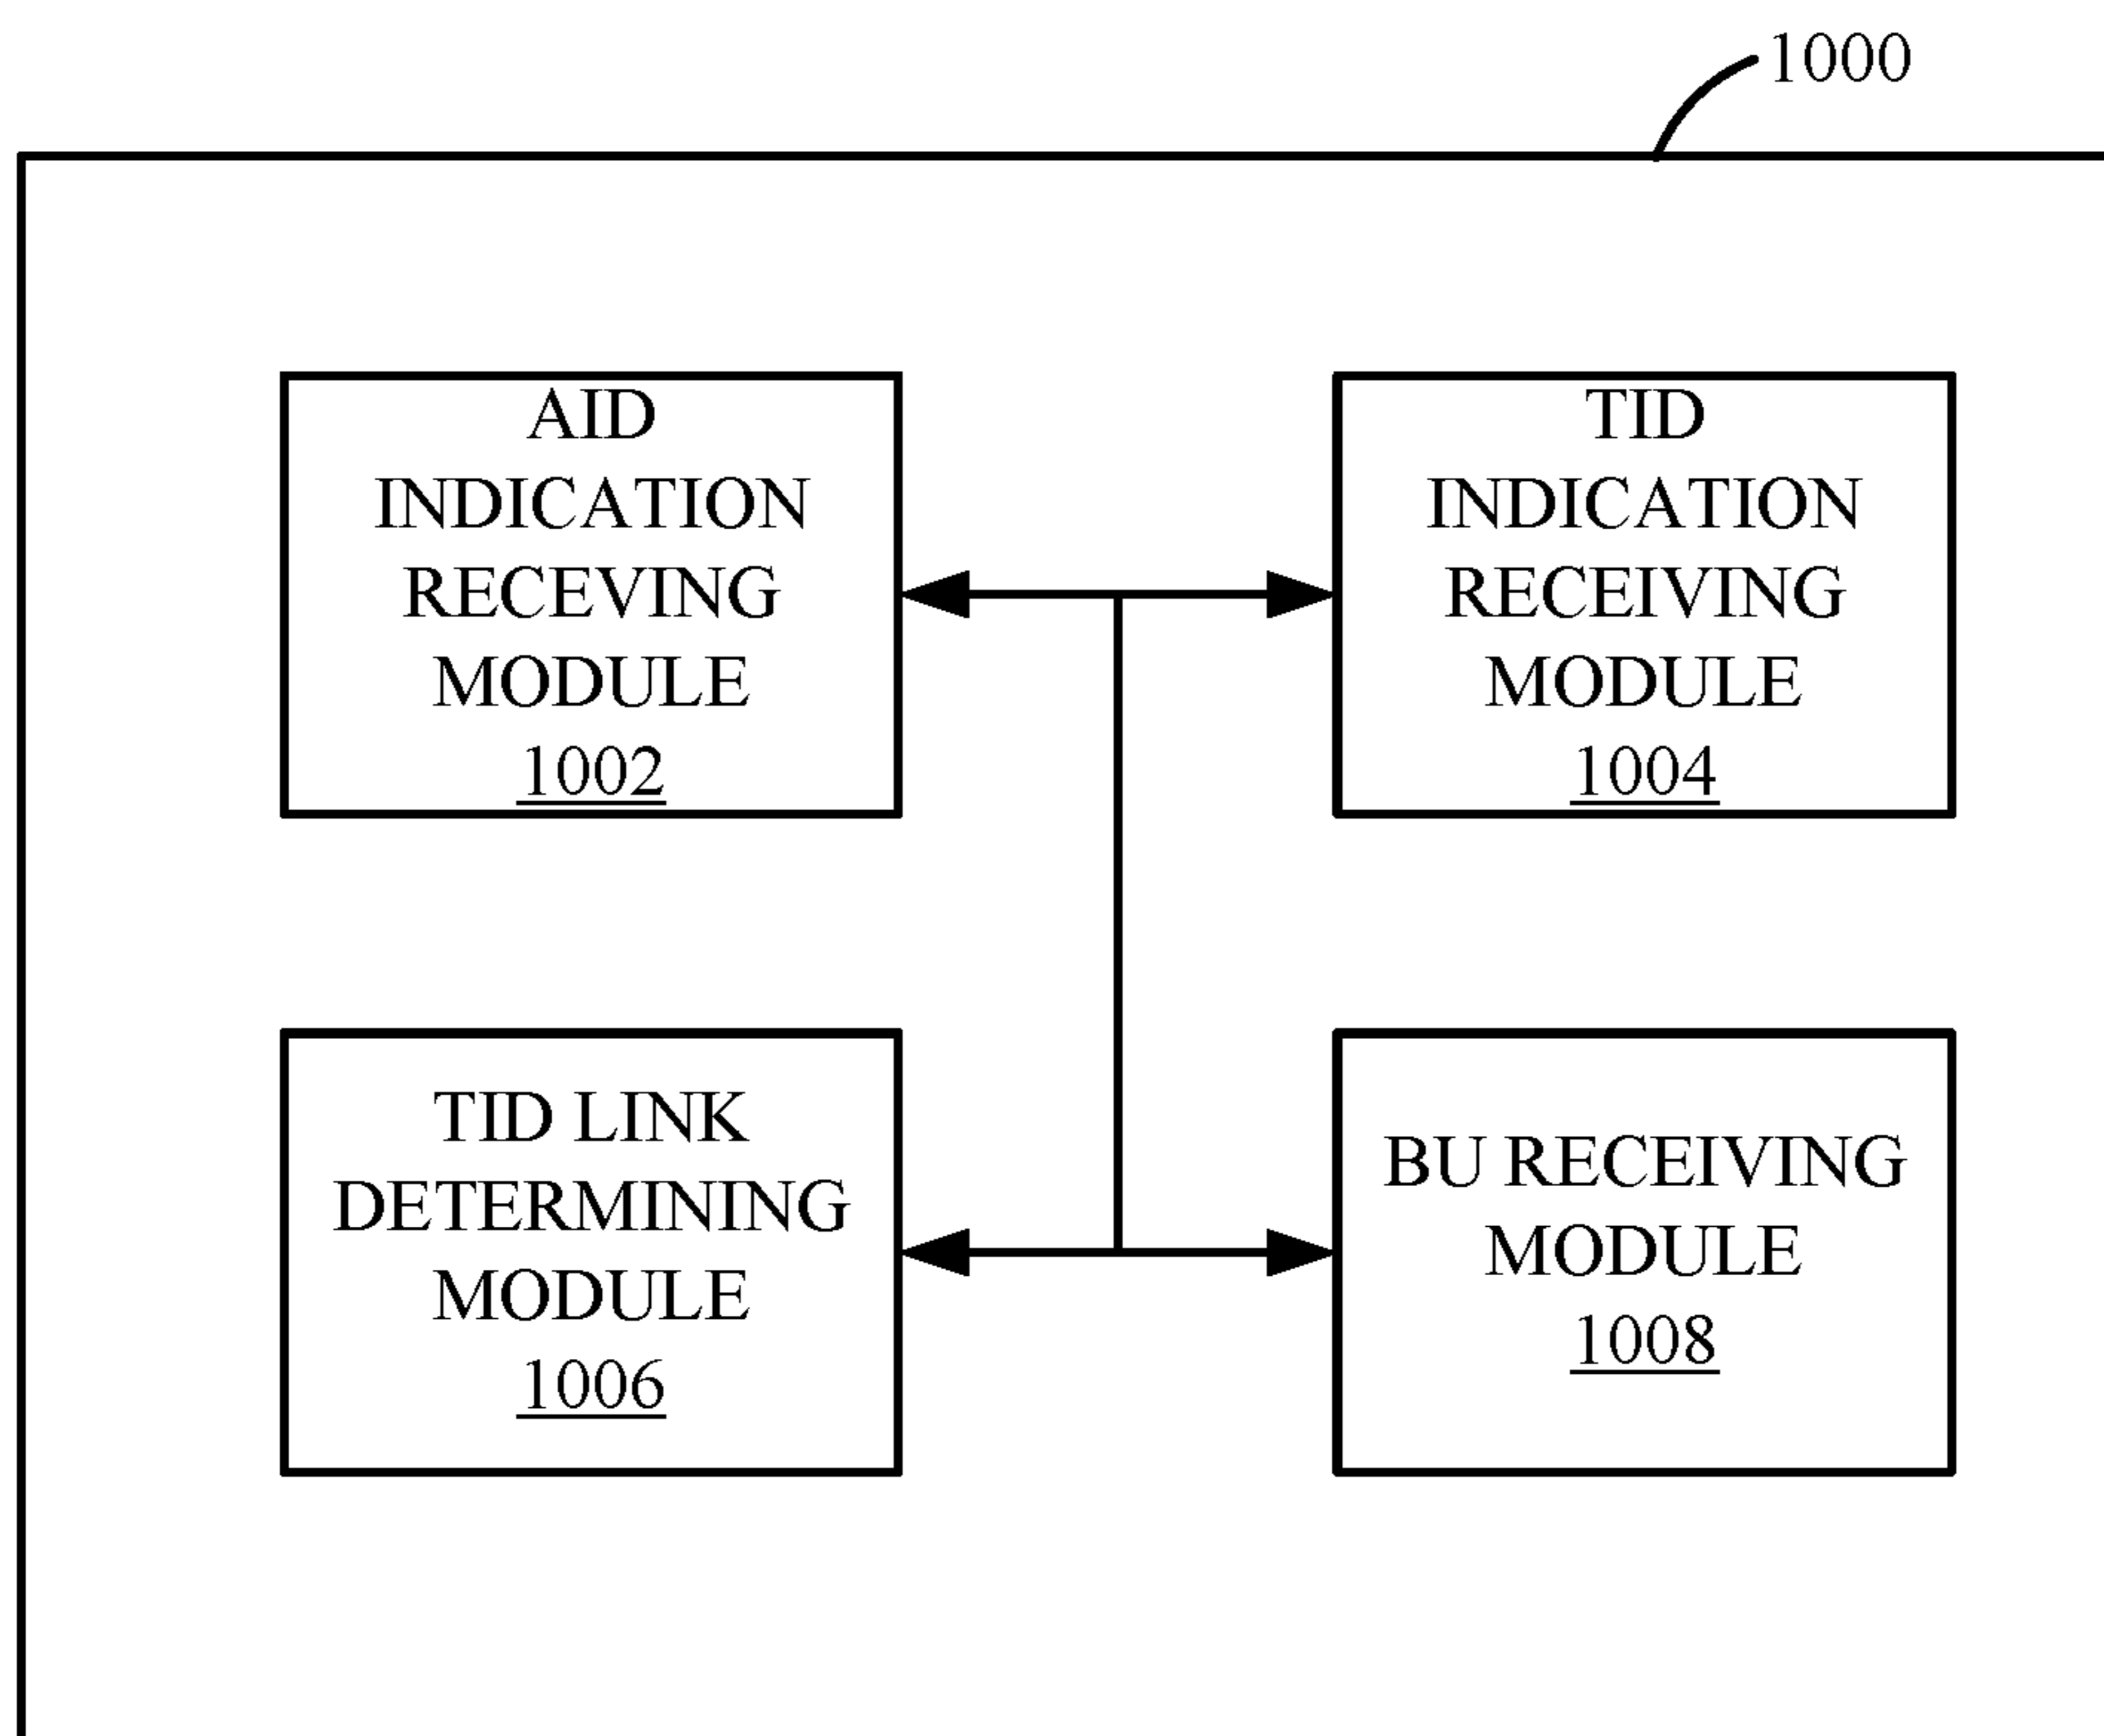 1000
AID
INDICATION
RECEVING
MODULE
1002
TID
INDICATION
RECEIVING
MODULE
1004
TID LINK
DETERMINING
MODULE
1006
BU RECEIVING
MODULE
1008